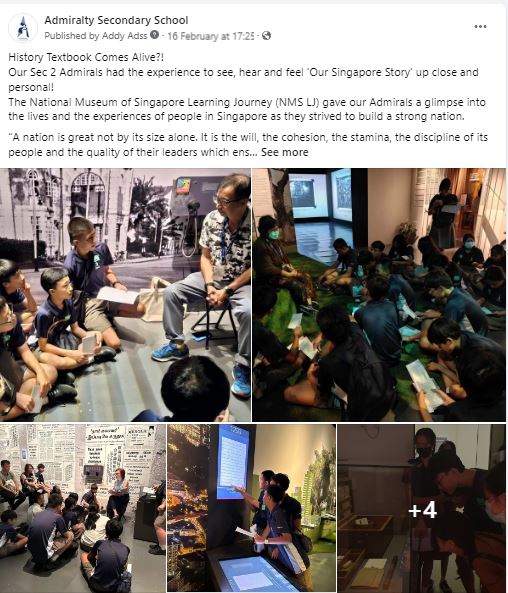 Admiralty Secondary School
Published by Addy Adss · 16 February at 17:25 ·
History Textbook Comes Alive?!
Our Sec 2 Admirals had the experience to see, hear and feel 'Our Singapore Story' up close and
personal!
The National Museum of Singapore Learning Journey (NMS LJ) gave our Admirals a glimpse into
the lives and the experiences of people in Singapore as they strived to build a strong nation.
"A nation is great not by its size alone. It is the will, the cohesion, the stamina, the discipline of its
people and the quality of their leaders which ens... See more
+4